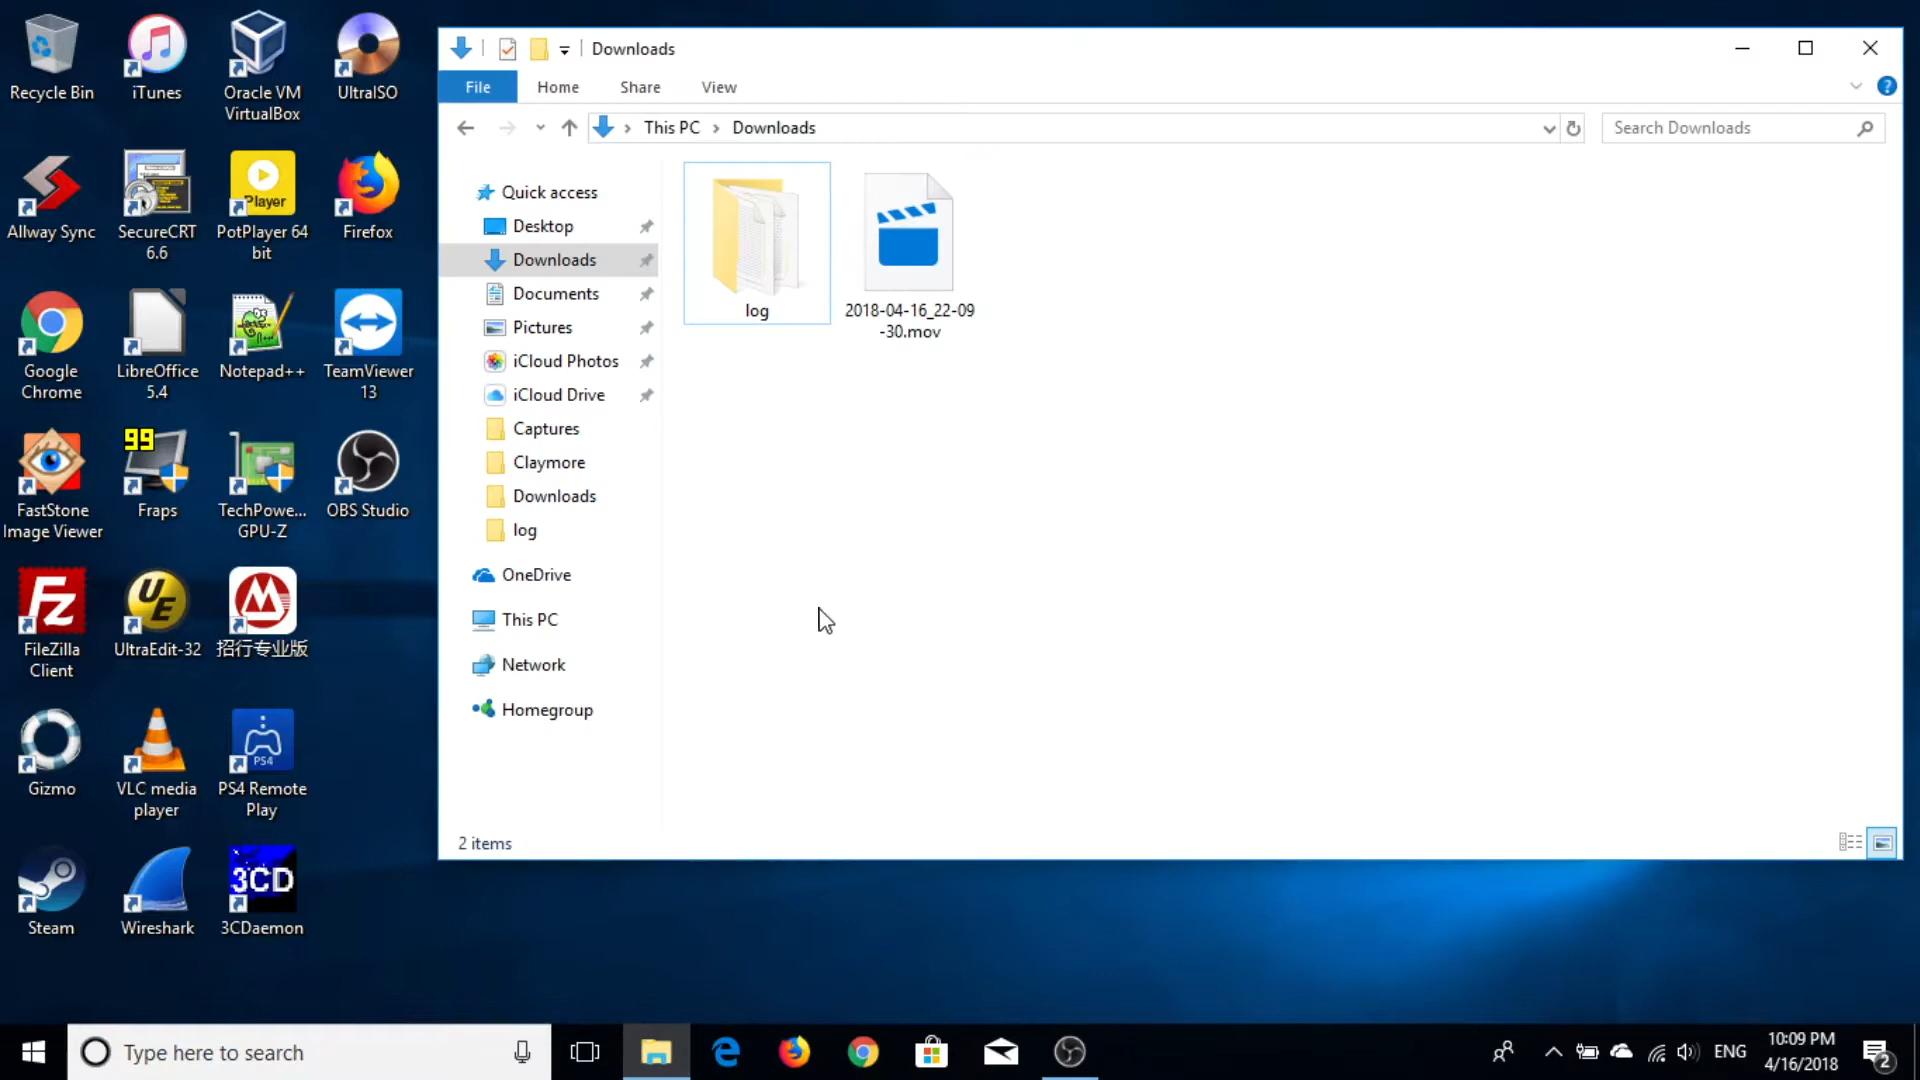 Recycle Bin
iTunes
Oracle VM
VirtualBox
UltraISO
Allway Sync
SecureCRT
6.6
Player
PotPlayer 64
bit
Firefox
Google
Chrome
LibreOffice
5.4
Notepad++
TeamViewer
13
FastStone
Image Viewer
99
Fraps
TechPowe...
GPU-Z
OBS Studio
Fz
FileZilla
Client
UE
UltraEdit-32
招行专业版
Gizmo
VLC media
player
PS4
PS4 Remote
Play
Steam
Wireshark
3CD
3CDaemon
Downloads
File
Home
Share
View
?
This PC
Downloads
Search Downloads
Quick access
Desktop
Downloads
Documents
Pictures
iCloud Photos
iCloud Drive
Captures
Claymore
Downloads
log
OneDrive
This PC
Network
Homegroup
log
2018-04-16_22-09
-30.mov
2 items
Type here to search
ENG
10:09 PM
4/16/2018
2